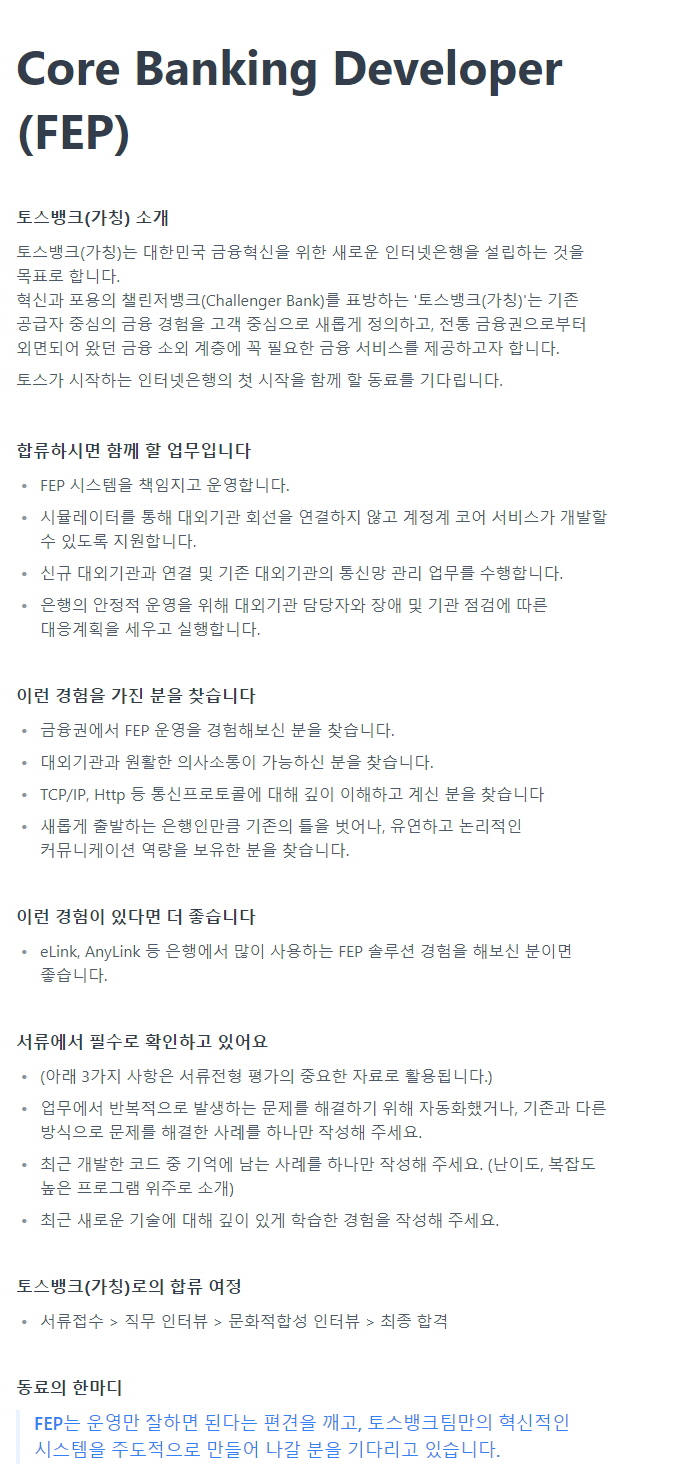 Core Banking Developer
(FEP)
토스뱅크(가칭) 소개
토스뱅크(가칭)는 대한민국 금융혁신을 위한 새로운 인터넷은행을 설립하는 것을
목표로 합니다.
혁신과 포용의 챌린저뱅크(Challenger Bank)를 표방하는 '토스뱅크(가칭)'는 기존
공급자 중심의 금융 경험을 고객 중심으로 새롭게 정의하고, 전통 금융권으로부터
외면되어 왔던 금융 소외 계층에 꼭 필요한 금융 서비스를 제공하고자 합니다.
토스가 시작하는 인터넷은행의 첫 시작을 함께 할 동료를 기다립니다.
합류하시면 함께 할 업무입니다
• FEP 시스템을 책임지고 운영합니다.
• 시뮬레이터를 통해 대외기관 회선을 연결하지 않고 계정계 코어 서비스가 개발할
수 있도록 지원합니다.
• 신규 대외기관과 연결 및 기존 대외기관의 통신망 관리 업무를 수행합니다.
• 은행의 안정적 운영을 위해 대외기관 담당자와 장애 및 기관 점검에 따른
대응계획을 세우고 실행합니다.
이런 경험을 가진 분을 찾습니다
• 금융권에서 FEP 운영을 경험해보신 분을 찾습니다.
• 대외기관과 원활한 의사소통이 가능하신 분을 찾습니다.
• TCP/IP, Http 등 통신프로토콜에 대해 깊이 이해하고 계신 분을 찾습니다
• 새롭게 출발하는 은행인만큼 기존의 틀을 벗어나, 유연하고 논리적인
커뮤니케이션 역량을 보유한 분을 찾습니다.
이런 경험이 있다면 더 좋습니다
• eLink, AnyLink 등 은행에서 많이 사용하는 FEP 솔루션 경험을 해보신 분이면
좋습니다.
서류에서 필수로 확인하고 있어요
• (아래 3가지 사항은 서류전형 평가의 중요한 자료로 활용됩니다.)
• 업무에서 반복적으로 발생하는 문제를 해결하기 위해 자동화했거나, 기존과 다른
방식으로 문제를 해결한 사례를 하나만 작성해 주세요.
• 최근 개발한 코드 중 기억에 남는 사례를 하나만 작성해 주세요. (난이도, 복잡도
높은 프로그램 위주로 소개)
• 최근 새로운 기술에 대해 깊이 있게 학습한 경험을 작성해 주세요.
토스뱅크(가칭)로의 합류 여정
• 서류접수 > 직무 인터뷰 > 문화적합성 인터뷰 > 최종 합격
동료의 한마디
FEP는 운영만 잘하면 된다는 편견을 깨고, 토스뱅크팀만의 혁신적인
시스템을 주도적으로 만들어 나갈 분을 기다리고 있습니다.